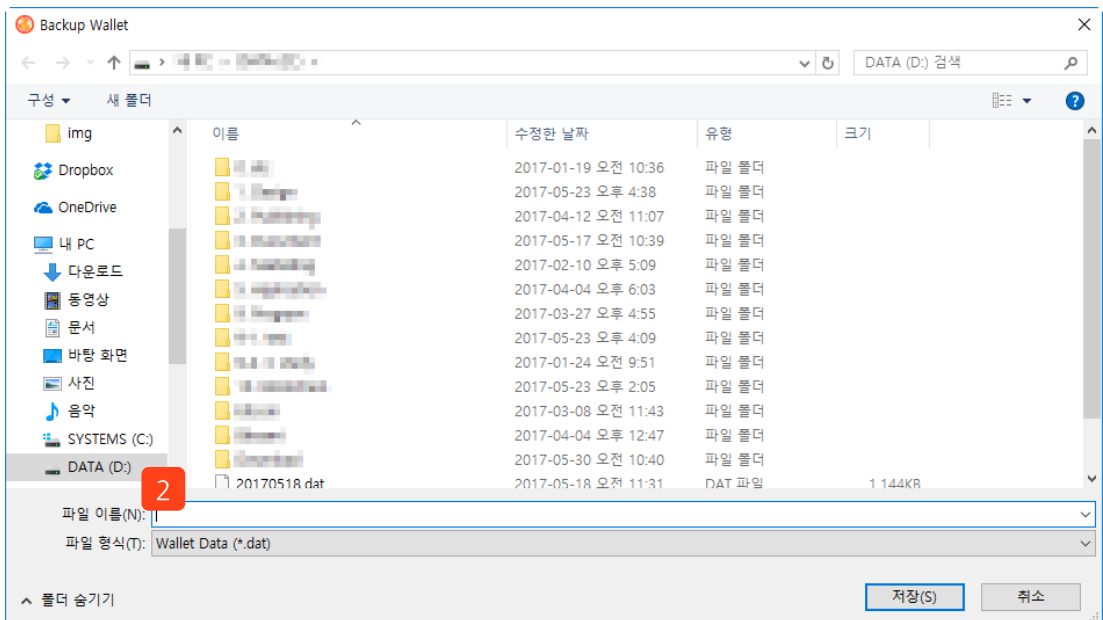 Backup Wallet
DATA (D:) 검색
구성 새 폴더
img
Dropbox
OneDrive
내 PC
다운로드
동영상
문서
바탕 화면
사진
음악
SYSTEMS (C:)
DATA (D:)
이름 수정한 날짜 유형 크기
2017-01-19 오전 10:36 파일 폴더
2017-05-23 오후 4:38 파일 폴더
2017-04-12 오전 11:07 파일 폴더
2017-05-17 오전 10:39 파일 폴더
2017-02-10 오후 5:09 파일 폴더
2017-04-04 오후 6:03 파일 폴더
2017-03-27 오후 4:55 파일 폴더
2017-05-23 오후 4:09 파일 폴더
2017-01-24 오전 9:51 파일 폴더
2017-05-23 오후 2:05 파일 폴더
2017-03-08 오전 11:43 파일 폴더
2017-04-04 오후 12:47 파일 폴더
2017-05-30 오전 10:40 파일 폴더
20170518.dat 2017-05-18 오전 11:31 DAT 파일 1,144KB
2
파일 이름(N):
파일 형식(T): Wallet Data (*.dat)
폴더 숨기기 저장(S) 취소